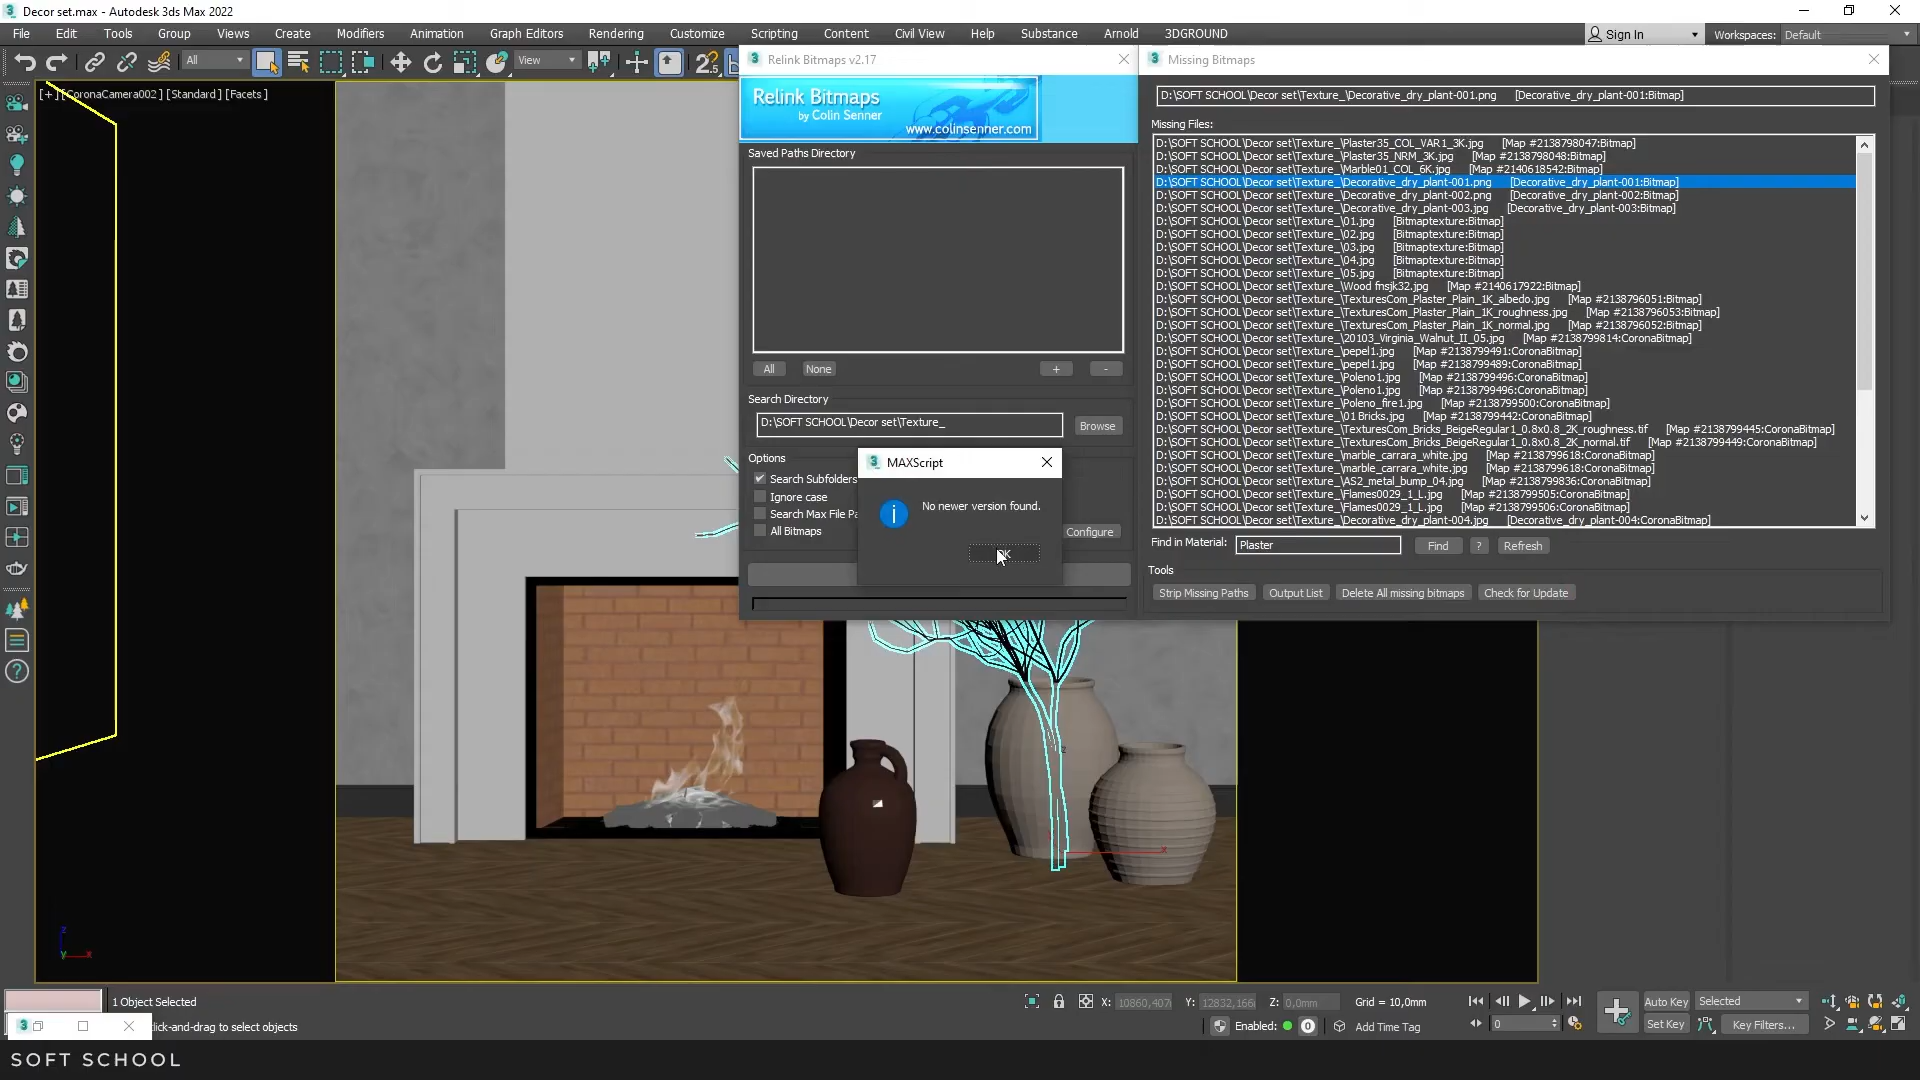 Decor set.max - Autodesk 3ds Max 2022
File Edit Tools Group Views Create Modifiers Animation Graph Editors Rendering Customize Scripting Content Civil View Help Substance Arnold 3DGROUND
Sign In Workspaces: Default
All View
[+] [CoronaCamera002] [Standard] [Facets]
Relink Bitmaps v2.17
Relink Bitmaps
by Colin Senner
www.colinsenner.com
Saved Paths Directory
All None + -
Search Directory
D:\SOFT SCHOOL\Decor set\Texture_ Browse
Options
Search Subfolders
Ignore case
Search Max File Pa
All Bitmaps
Configure
MAXScript
No newer version found.
Missing Bitmaps
D:\SOFT SCHOOL\Decor set\Texture_\Decorative_dry_plant-001.png [Decorative_dry_plant-001:Bitmap]
Missing Files:
D:\SOFT SCHOOL\Decor set\Texture_\Plaster35_COL_VAR1_3K.jpg [Map #2138798047:Bitmap]
D:\SOFT SCHOOL\Decor set\Texture_\Plaster35_NRM_3K.jpg [Map #2138798048:Bitmap]
D:\SOFT SCHOOL\Decor set\Texture_\Marble01_COL_6K.jpg [Map #2140618542:Bitmap]
D:\SOFT SCHOOL\Decor set\Texture_\Decorative_dry_plant-001.png [Decorative_dry_plant-001:Bitmap]
D:\SOFT SCHOOL\Decor set\Texture_\Decorative_dry_plant-002.png [Decorative_dry_plant-002:Bitmap]
D:\SOFT SCHOOL\Decor set\Texture_\Decorative_dry_plant-003.jpg [Decorative_dry_plant-003:Bitmap]
D:\SOFT SCHOOL\Decor set\Texture_\01.jpg [Bitmaptexture:Bitmap]
D:\SOFT SCHOOL\Decor set\Texture_\02.jpg [Bitmaptexture:Bitmap]
D:\SOFT SCHOOL\Decor set\Texture_\03.jpg [Bitmaptexture:Bitmap]
D:\SOFT SCHOOL\Decor set\Texture_\04.jpg [Bitmaptexture:Bitmap]
D:\SOFT SCHOOL\Decor set\Texture_\05.jpg [Bitmaptexture:Bitmap]
D:\SOFT SCHOOL\Decor set\Texture_\Wood fnsjk32.jpg [Map #2140617922:Bitmap]
D:\SOFT SCHOOL\Decor set\Texture_\TexturesCom_Plaster_Plain_1K_albedo.jpg [Map #2138796051:Bitmap]
D:\SOFT SCHOOL\Decor set\Texture_\TexturesCom_Plaster_Plain_1K_roughness.jpg [Map #2138796053:Bitmap]
D:\SOFT SCHOOL\Decor set\Texture_\TexturesCom_Plaster_Plain_1K_normal.jpg [Map #2138796052:Bitmap]
D:\SOFT SCHOOL\Decor set\Texture_\20103_Virginia_Walnut_II_05.jpg [Map #2138799814:CoronaBitmap]
D:\SOFT SCHOOL\Decor set\Texture_\pepel1.jpg [Map #2138799491:CoronaBitmap]
D:\SOFT SCHOOL\Decor set\Texture_\pepel1.jpg [Map #2138799489:CoronaBitmap]
D:\SOFT SCHOOL\Decor set\Texture_\Poleno1.jpg [Map #2138799496:CoronaBitmap]
D:\SOFT SCHOOL\Decor set\Texture_\Poleno1.jpg [Map #2138799496:CoronaBitmap]
D:\SOFT SCHOOL\Decor set\Texture_\Poleno_fire1.jpg [Map #2138799500:CoronaBitmap]
D:\SOFT SCHOOL\Decor set\Texture_\01 Bricks.jpg [Map #2138799442:CoronaBitmap]
D:\SOFT SCHOOL\Decor set\Texture_\TexturesCom_Bricks_BeigeRegular1_0.8x0.8_2K_roughness.tif [Map #2138799445:CoronaBitmap]
D:\SOFT SCHOOL\Decor set\Texture_\TexturesCom_Bricks_BeigeRegular1_0.8x0.8_2K_normal.tif [Map #2138799449:CoronaBitmap]
D:\SOFT SCHOOL\Decor set\Texture_\marble_carrara_white.jpg [Map #2138799618:CoronaBitmap]
D:\SOFT SCHOOL\Decor set\Texture_\marble_carrara_white.jpg [Map #2138799618:CoronaBitmap]
D:\SOFT SCHOOL\Decor set\Texture_\AS2_metal_bump_04.jpg [Map #2138799836:CoronaBitmap]
D:\SOFT SCHOOL\Decor set\Texture_\Flames0029_1_L.jpg [Map #2138799505:CoronaBitmap]
D:\SOFT SCHOOL\Decor set\Texture_\Flames0029_1_L.jpg [Map #2138799506:CoronaBitmap]
D:\SOFT SCHOOL\Decor set\Texture_\Decorative_dry_plant-004.jpg [Decorative_dry_plant-004:CoronaBitmap]
Find in Material: Plaster Find ? Refresh
Tools
Strip Missing Paths Output List Delete All missing bitmaps Check for Update
z
x
z
y x
1 Object Selected
X: 10860,407 Y: 12832,166 Z: 0,0mm Grid = 10,0mm
Auto Key Selected
click-and-drag to select objects
Enabled: 0 Add Time Tag
0
Set Key Key Filters...
SOFT SCHOOL